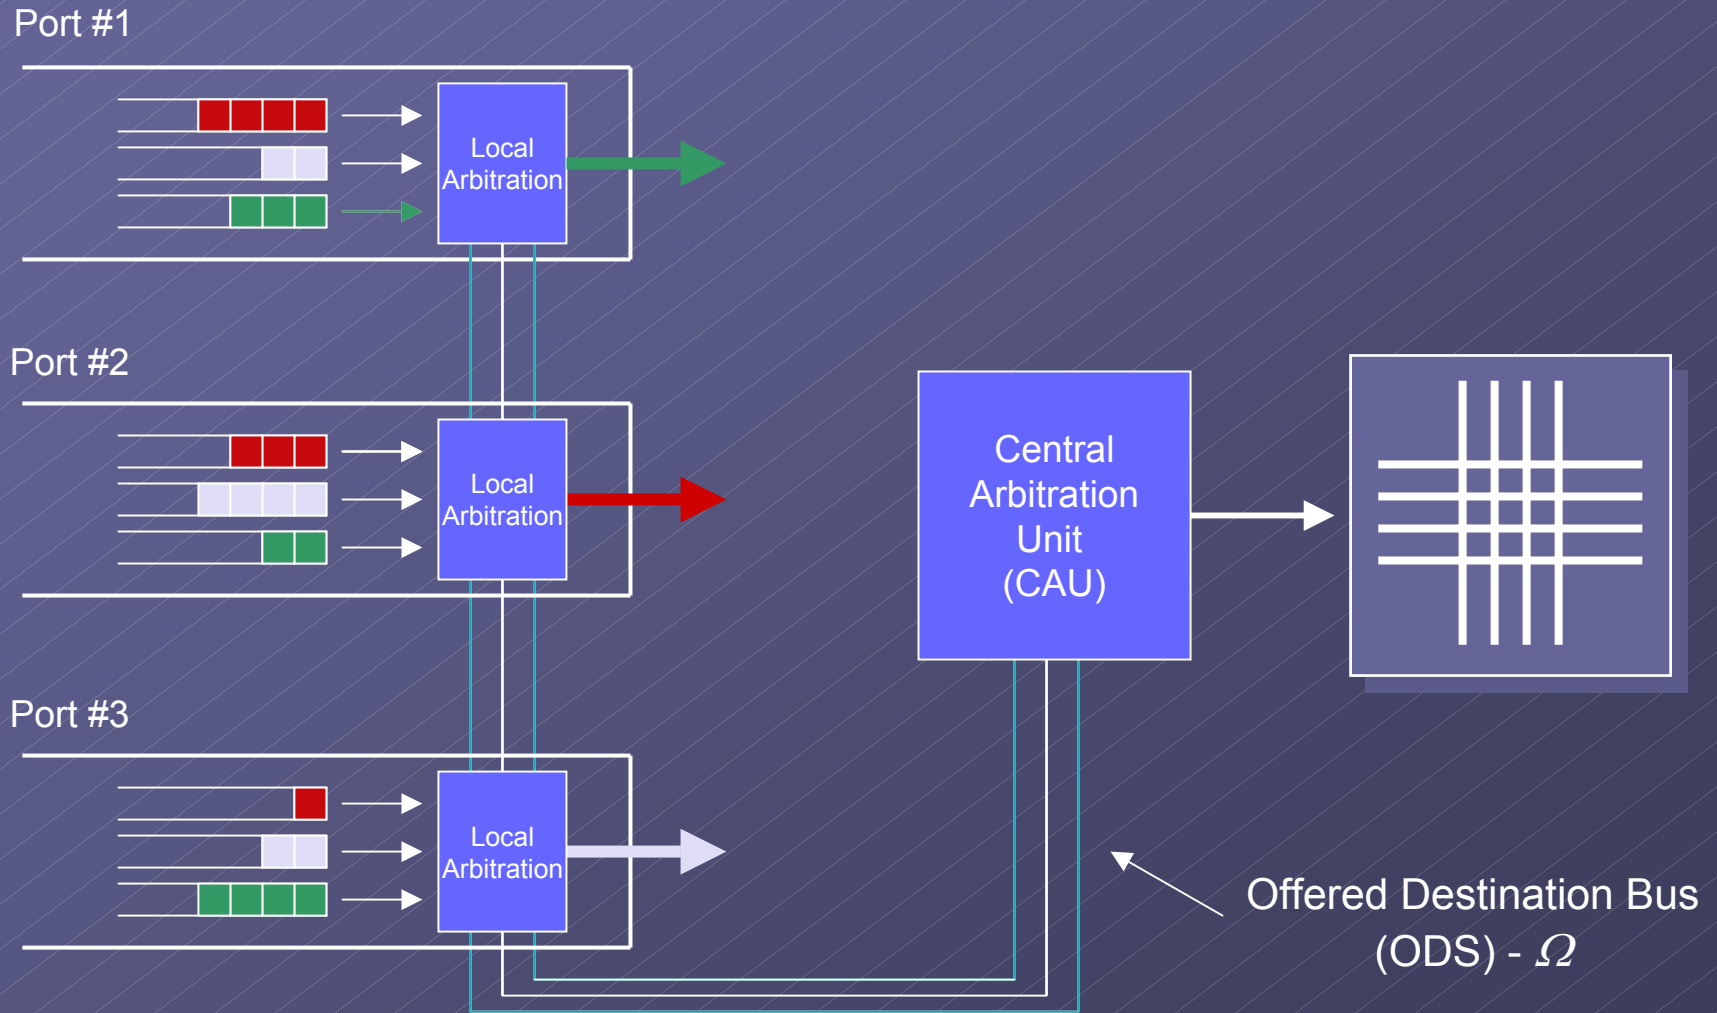 Port #1
Local
Arbitration
Port #2
Local
Arbitration
Central
Arbitration
Unit
(CAU)
Port #3
Local
Arbitration
Offered Destination Bus
(ODS) - Ω